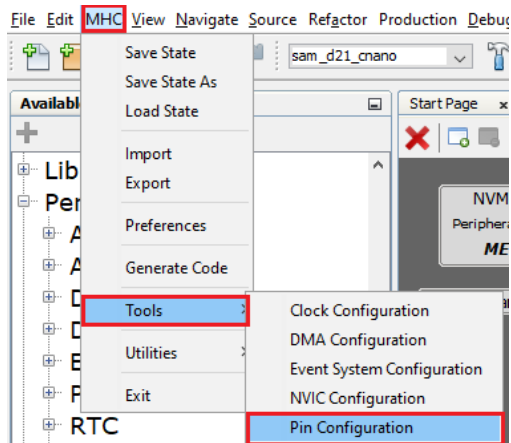 File Edit MHC View Navigate Source Refactor Production Debug
sam_d21_cnano
Save State
Save State As
Load State
Import
Export
Preferences
Generate Code
Tools
Utilities
Exit
Clock Configuration
DMA Configuration
Event System Configuration
NVIC Configuration
Pin Configuration
Availab
Lib
Per
A
A
D
D
E
P
RTC
Start Page x
NVM
Periphera
ME